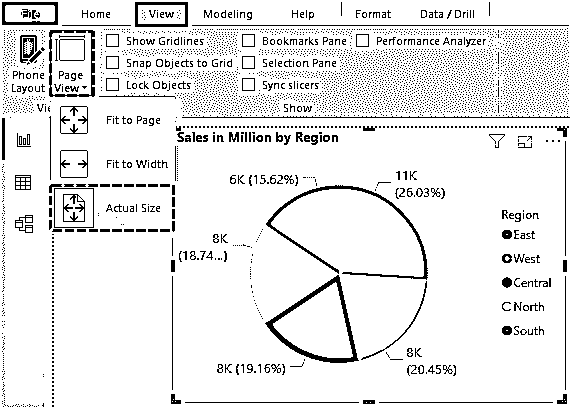 File Home View Modeling Help Format Data / Drill
Show Gridlines Bookmarks Pane Performance Analyzer
Snap Objects to Grid Selection Pane
Lock Objects Sync slicers
Phone Layout
Page View
Show
Fit to Page
Fit to Width
Actual Size
Sales in Million by Region
6K (15.62%)
11K
(26.03%)
8K
(18.74...)
8K (19.16%)
8K
(20.45%)
Region
East
West
Central
North
South